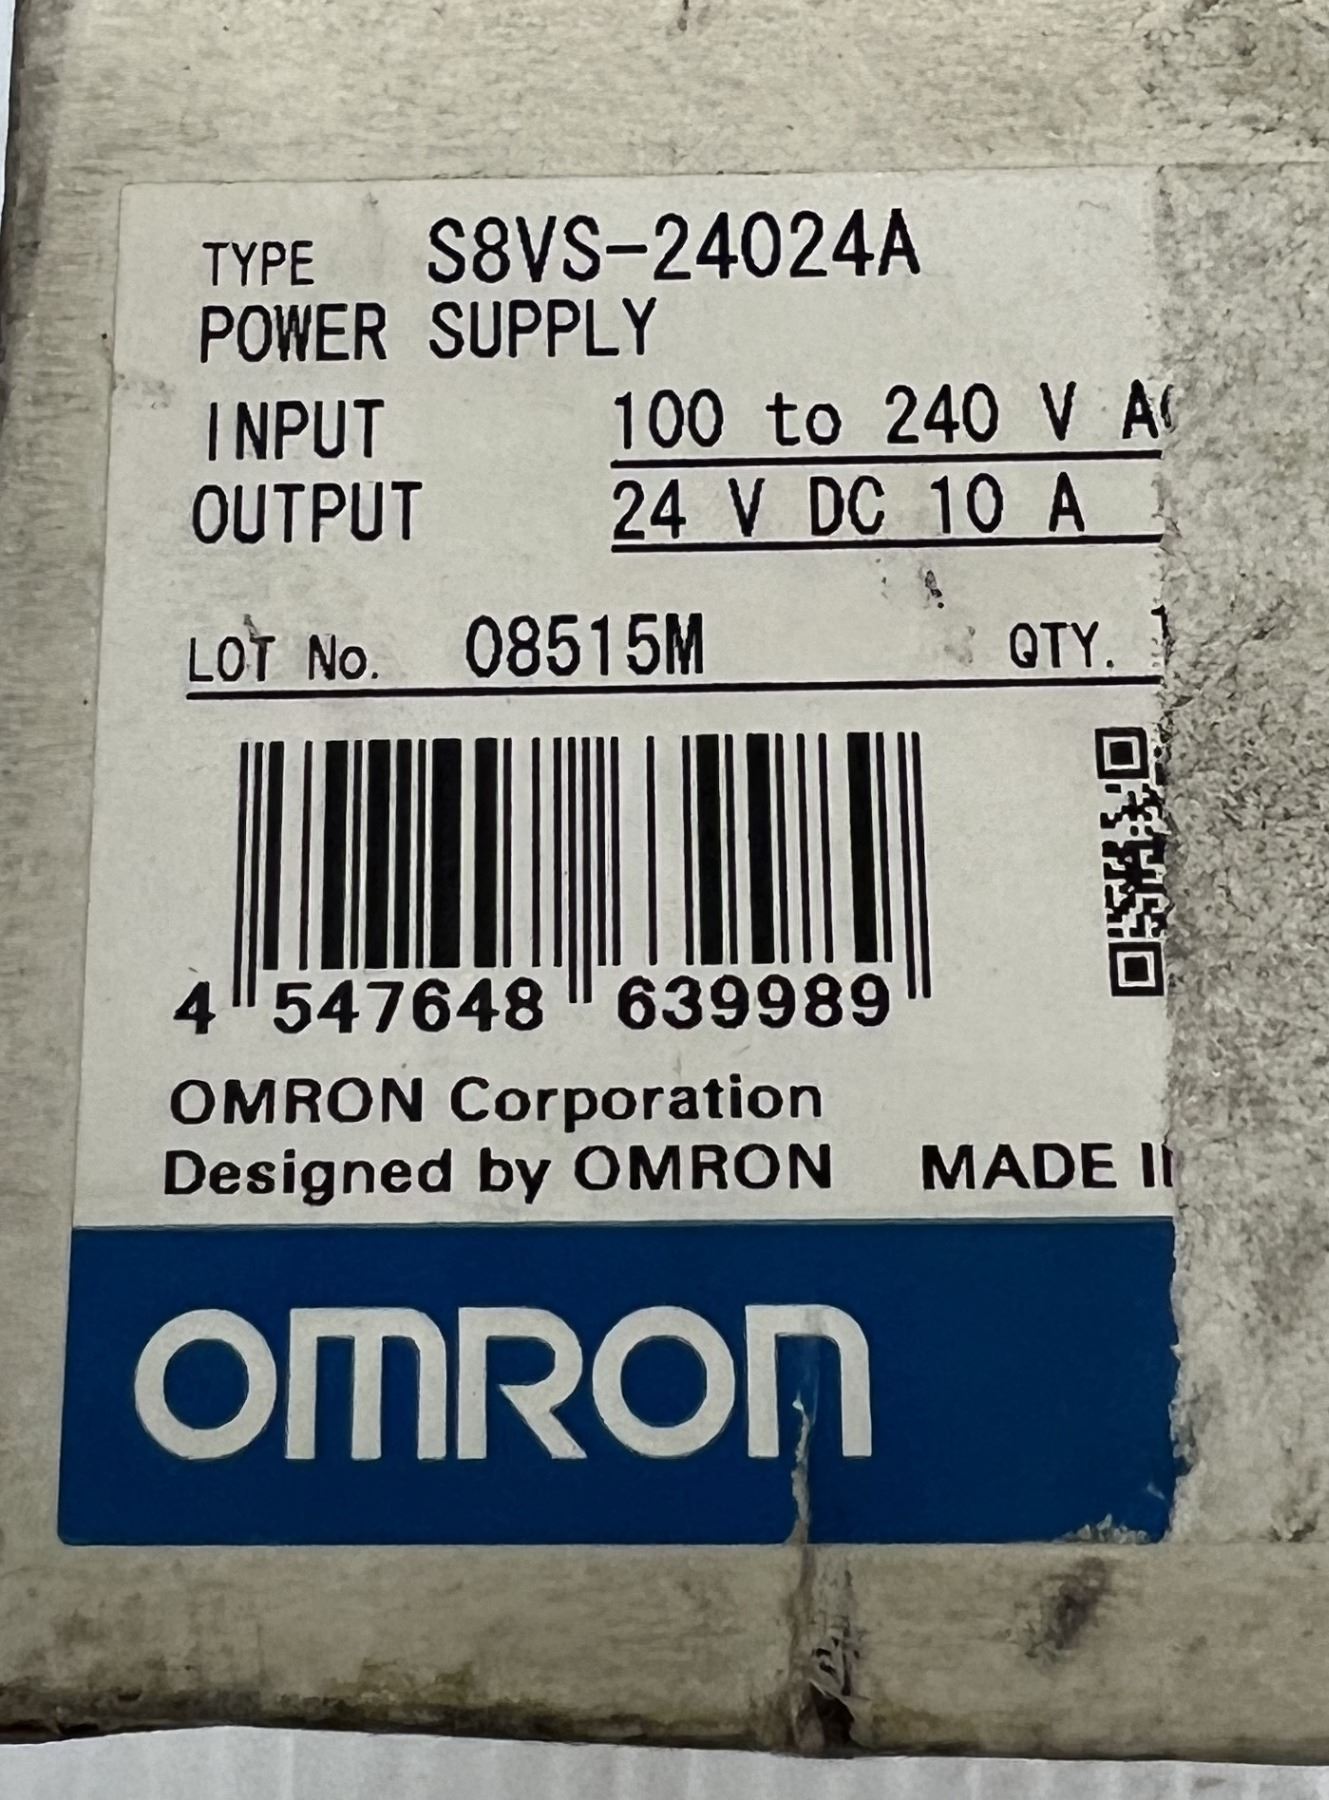 TYPE S8VS-24024A
POWER SUPPLY
INPUT 100 to 240 V
OUTPUT 24 V DC 10 A
LOT No. 08515M QTY.
4 547648 639989
OMRON Corporation
Designed by OMRON MADE
OMRON